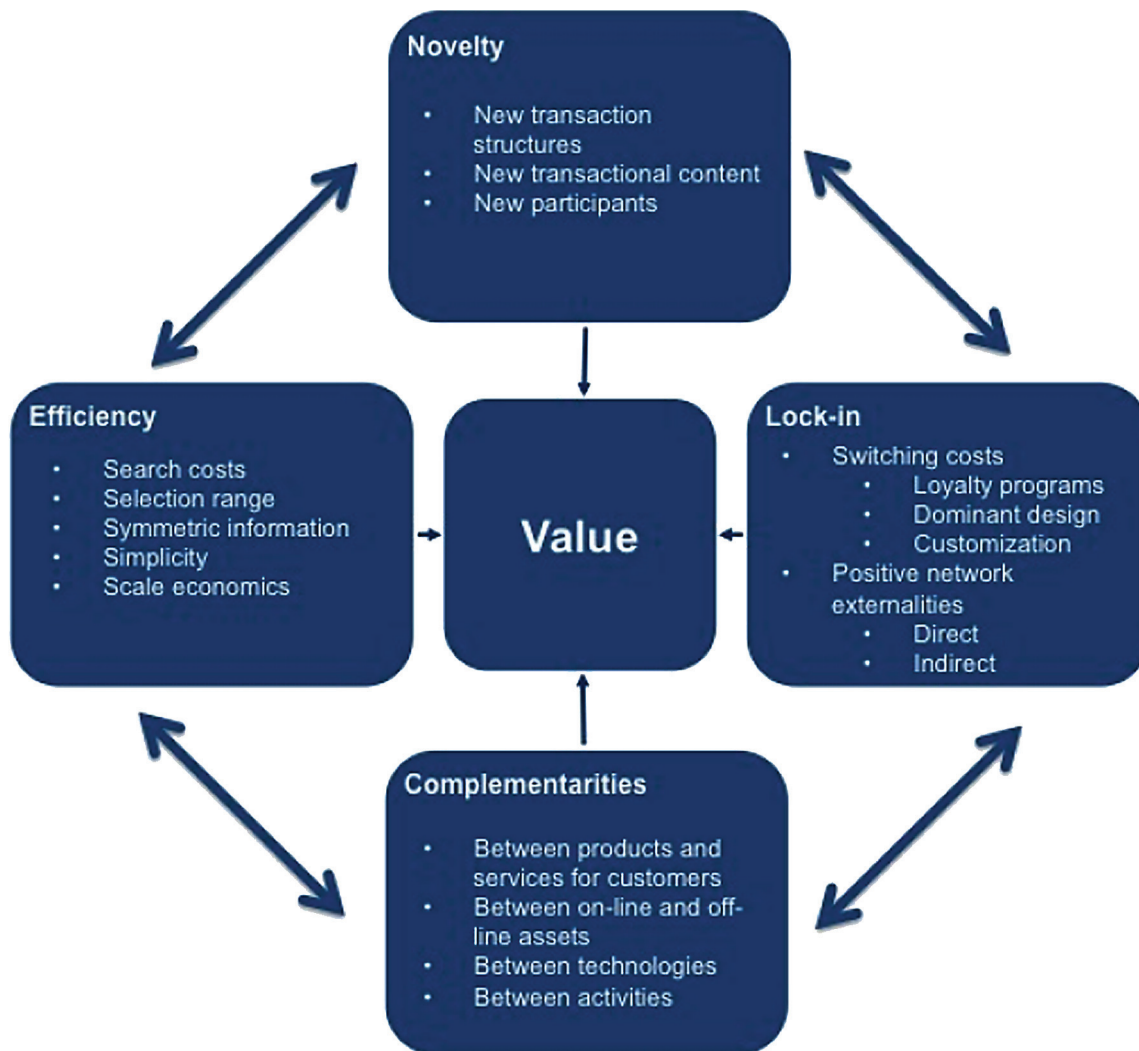 Novelty
• New transaction
structures
• New transactional content
• New participants
Efficiency
• Search costs
• Selection range
• Symmetric information
• Simplicity
• Scale economics
Value
Lock-in
• Switching costs
• Loyalty programs
• Dominant design
• Customization
• Positive network
externalities
• Direct
• Indirect
Complementarities
• Between products and
services for customers
• Between on-line and off-
line assets
• Between technologies
• Between activities